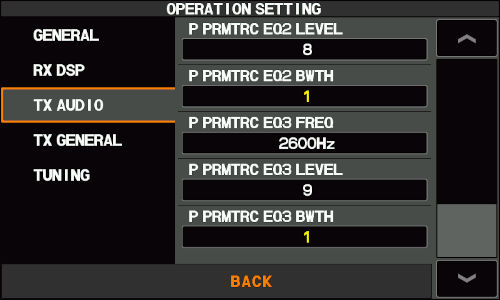 OPERATION SETTING
GENERAL
RX DSP
TX AUDIO
TX GENERAL
TUNING
P PRMTRC EQ2 LEVEL
8
P PRMTRC EQ2 BWTH
1
P PRMTRC EQ3 FREQ
2600Hz
P PRMTRC EQ3 LEVEL
9
P PRMTRC EQ3 BWTH
1
BACK